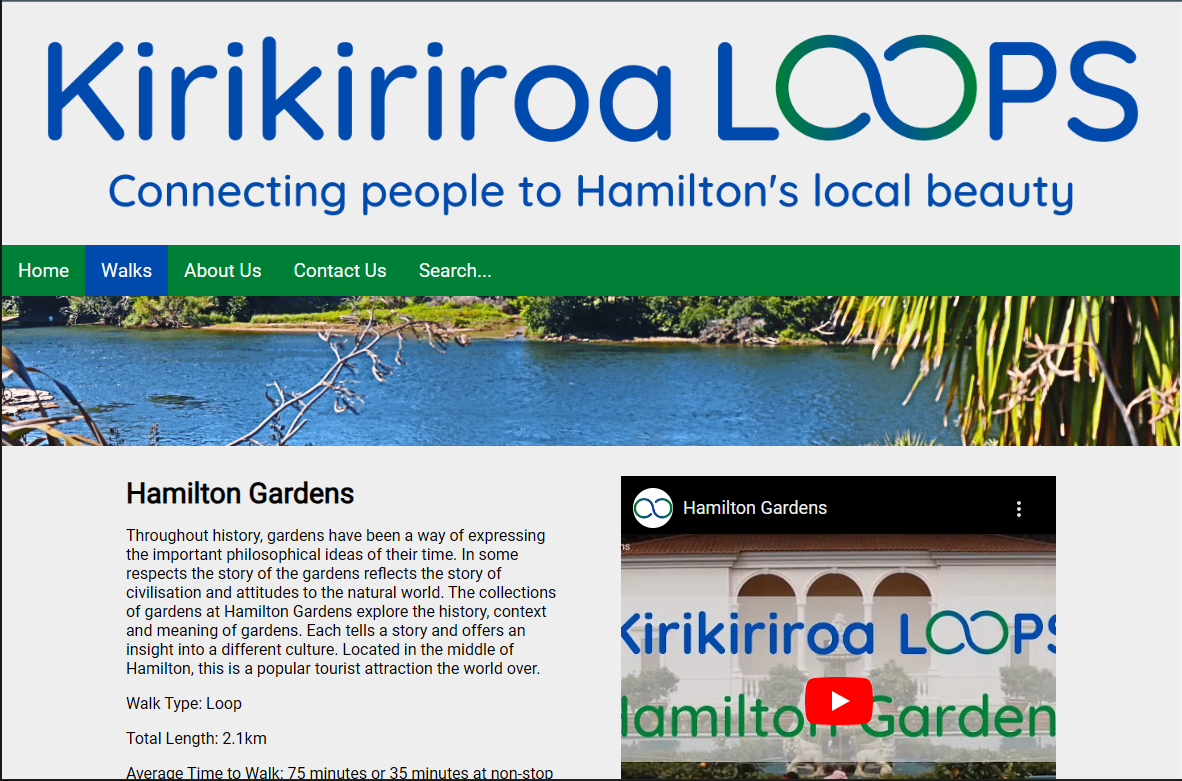 Kirikiriroa LOOPS
Connecting people to Hamilton's local beauty
Home Walks About Us Contact Us Search...
Hamilton Gardens
Throughout history, gardens have been a way of expressing
the important philosophical ideas of their time. In some
respects the story of the gardens reflects the story of
civilisation and attitudes to the natural world. The collections
of gardens at Hamilton Gardens explore the history, context
and meaning of gardens. Each tells a story and offers an
insight into a different culture. Located in the middle of
Hamilton, this is a popular tourist attraction the world over.
Walk Type: Loop
Total Length: 2.1km
Average Time to Walk: 75 minutes or 35 minutes at non-stop
Hamilton Gardens
ns
Kirikiriroa LOOPS
Hamilton Garden